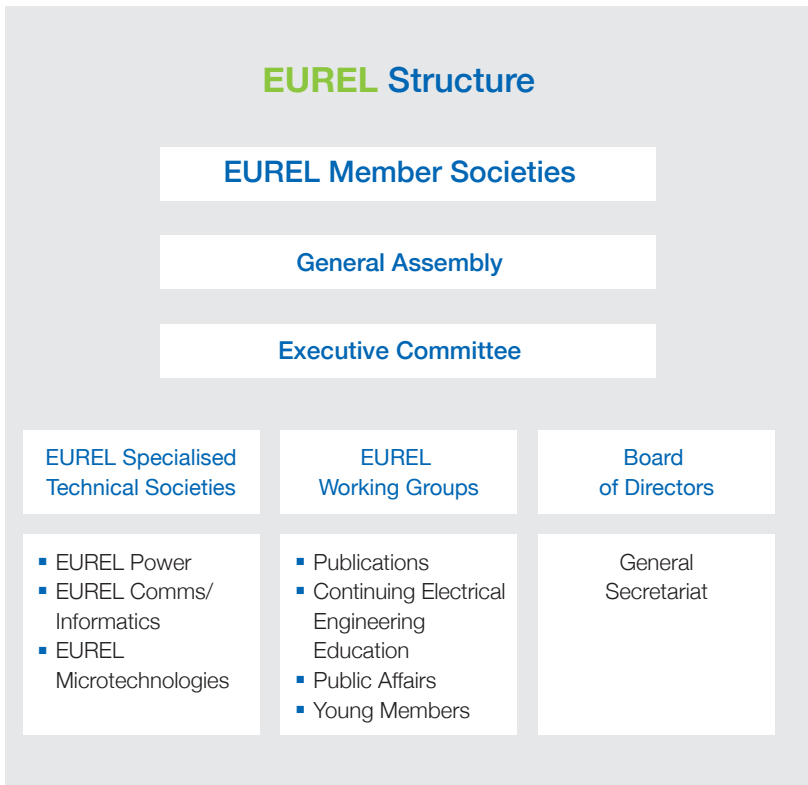 EUREL Structure
EUREL Member Societies
General Assembly
Executive Committee
EUREL Specialised
Technical Societies
EUREL
Working Groups
Board
of Directors
▪ EUREL Power
▪ EUREL Comms/
Informatics
▪ EUREL
Microtechnologies
▪ Publications
▪ Continuing Electrical
Engineering
Education
▪ Public Affairs
▪ Young Members
General
Secretariat